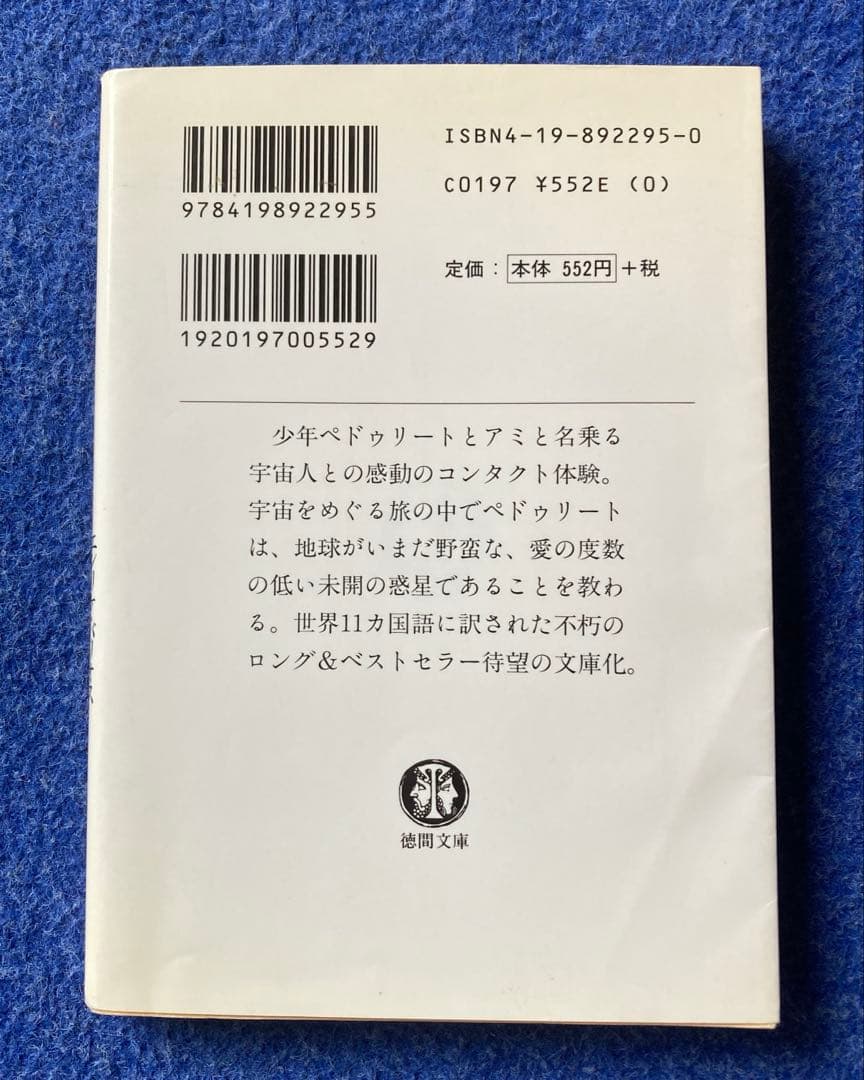 ISBN4-19-892295-0
C0197 ¥552E (0)
9784198922955
定価：本体 552円＋税
1920197005529
少年ペドゥリートとアミと名乗る
宇宙人との感動のコンタクト体験。
宇宙をめぐる旅の中でペドゥリート
は、地球がいまだ野蛮な、愛の度数
の低い未開の惑星であることを教わ
る。世界11カ国語に訳された不朽の
ロング＆ベストセラー待望の文庫化。
徳間文庫